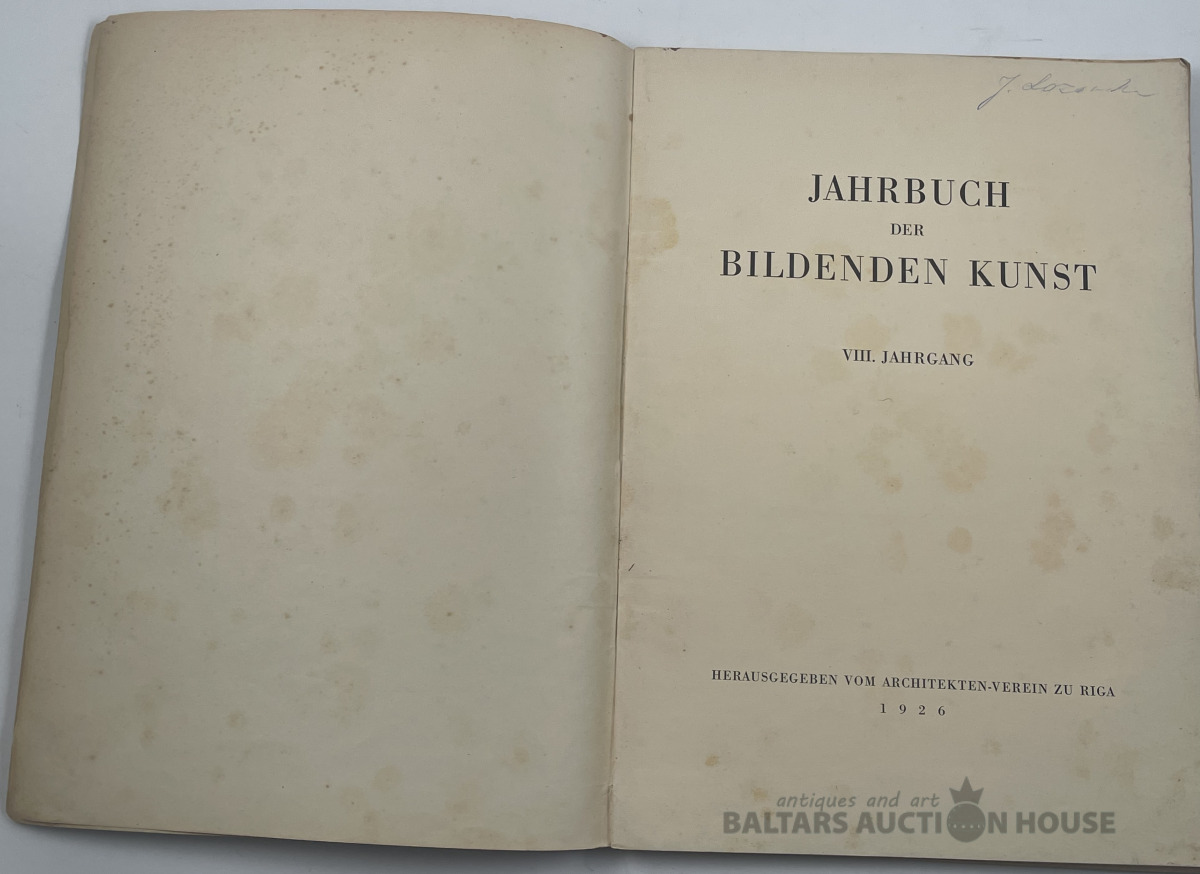 J.
JAHRBUCH
DER
BILDENDEN KUNST
VIII. JAHRGANG
HERAUSGEGEBEN VOM ARCHITEKTEN-VEREIN ZU RIGA
1926
antiques and art
BALTARS AUCTION HOUSE